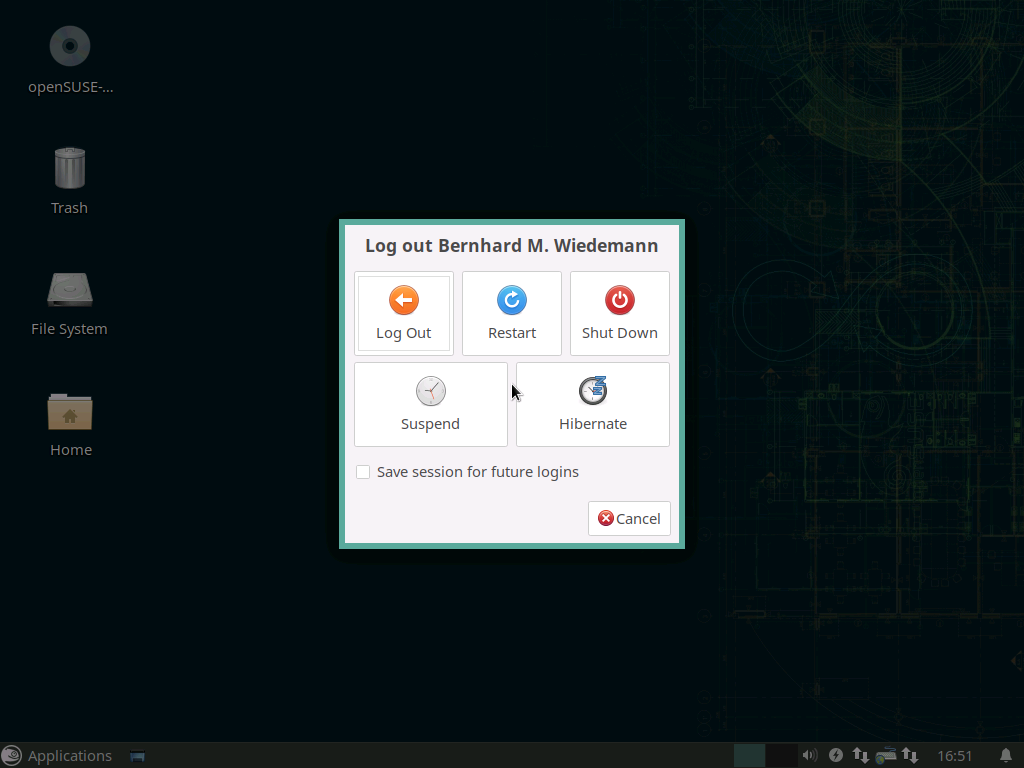 openSUSE-...
Trash
File System
Home
Log out Bernhard M. Wiedemann
Log Out
Restart
Shut Down
Suspend
Hibernate
Save session for future logins
Cancel
Applications
16:51